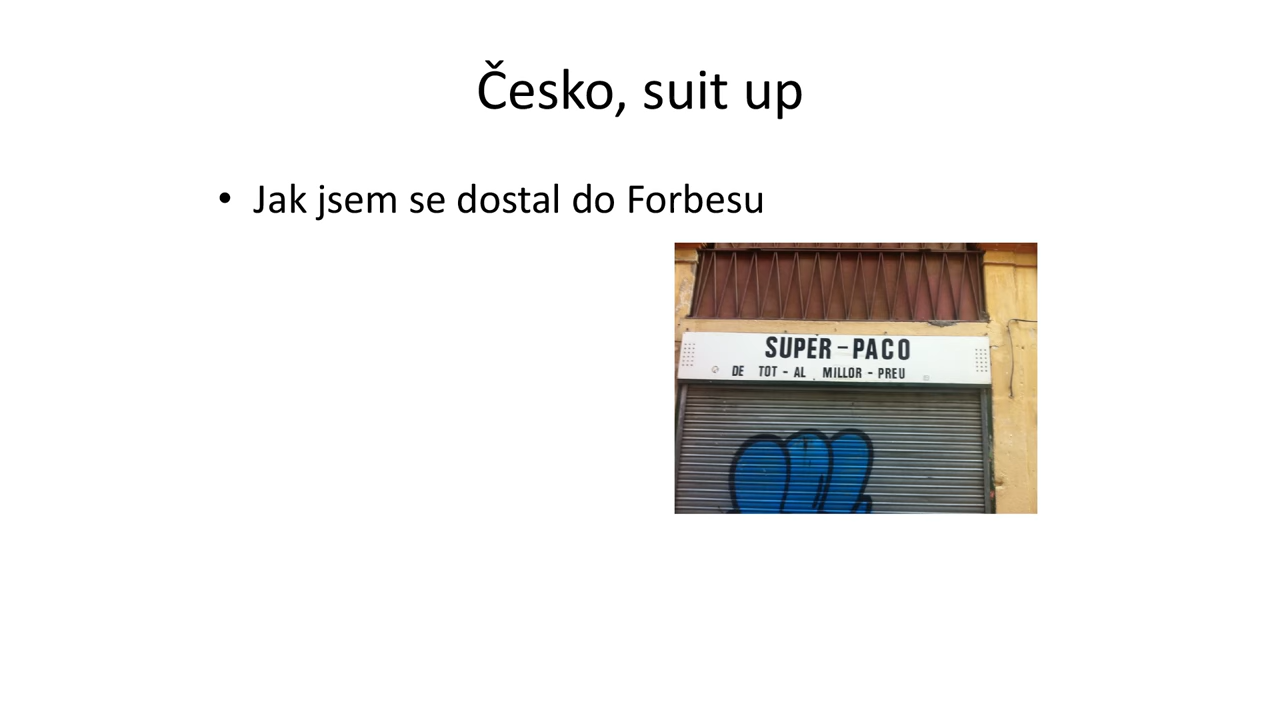 Česko, suit up
• Jak jsem se dostal do Forbesu
SUPER-PACO
DE TOT - AL MILLOR - PREU